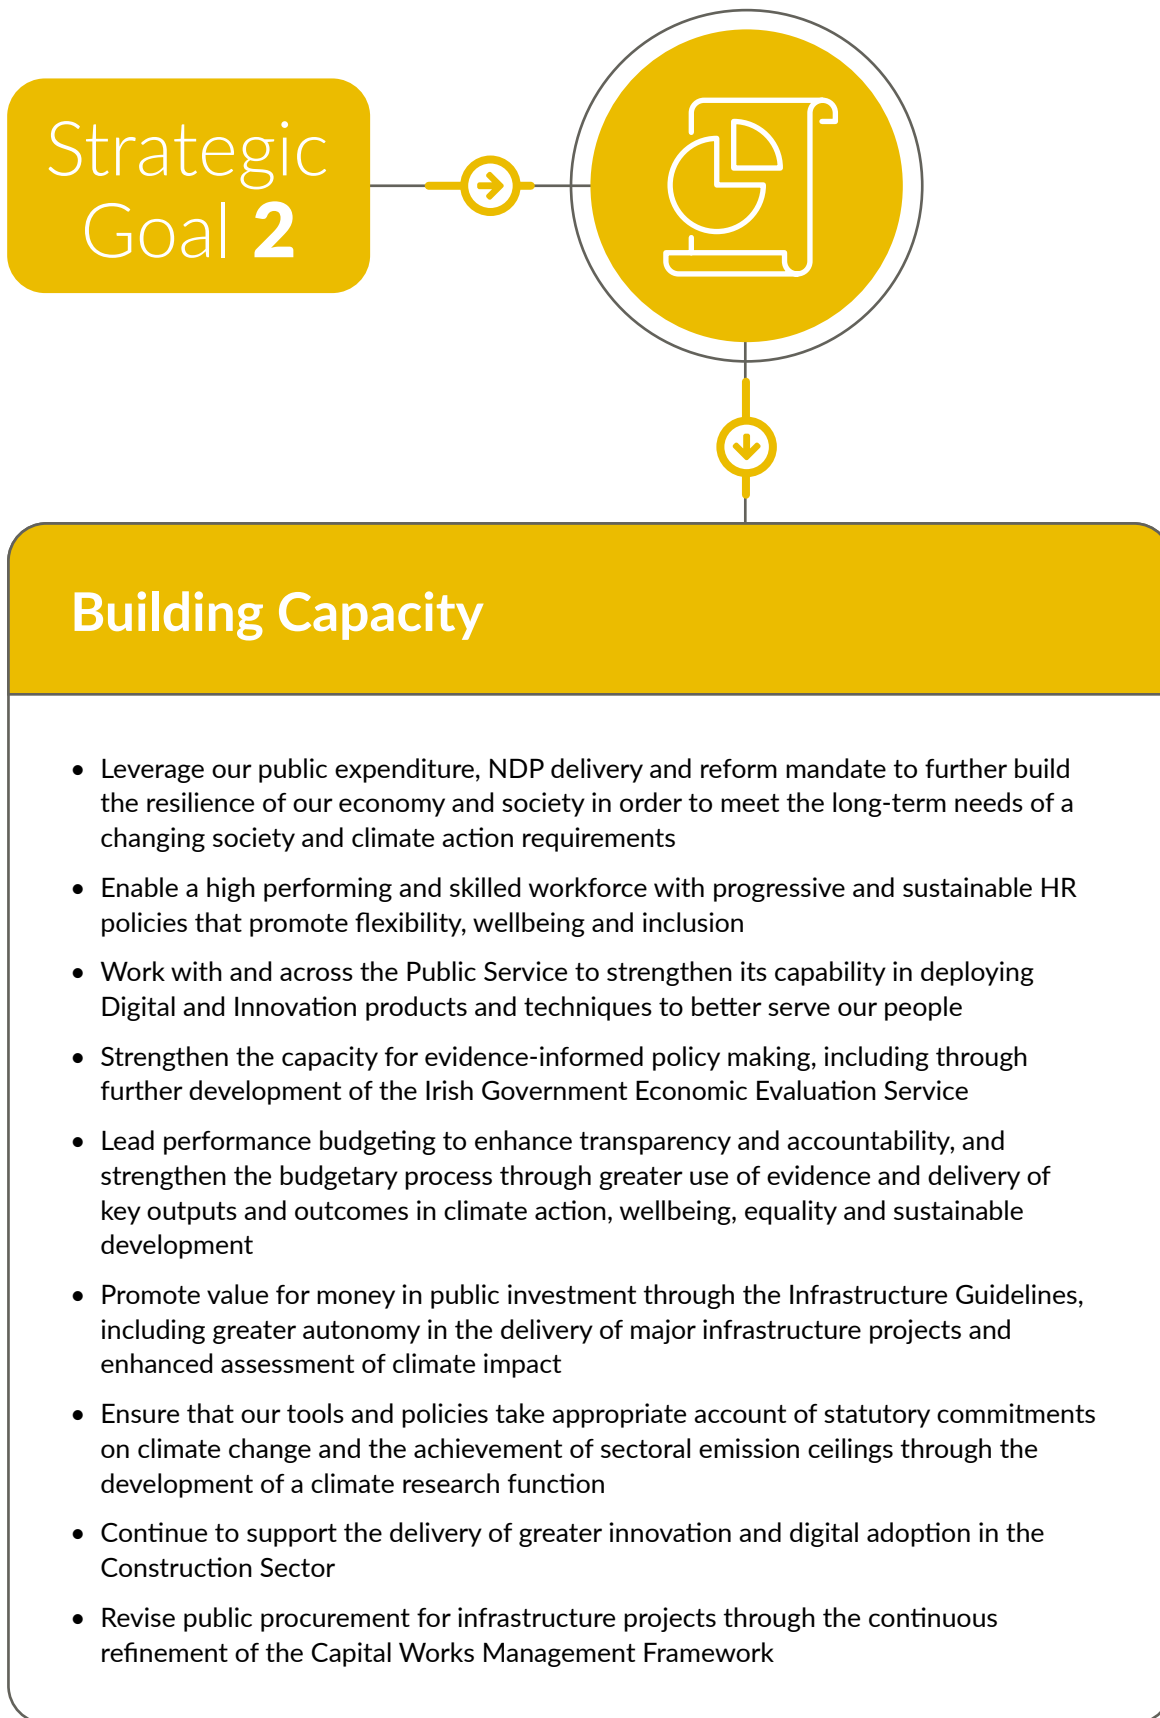 Strategic
Goal 2
Building Capacity
• Leverage our public expenditure, NDP delivery and reform mandate to further build
the resilience of our economy and society in order to meet the long-term needs of a
changing society and climate action requirements
• Enable a high performing and skilled workforce with progressive and sustainable HR
policies that promote flexibility, wellbeing and inclusion
• Work with and across the Public Service to strengthen its capability in deploying
Digital and Innovation products and techniques to better serve our people
• Strengthen the capacity for evidence-informed policy making, including through
further development of the Irish Government Economic Evaluation Service
• Lead performance budgeting to enhance transparency and accountability, and
strengthen the budgetary process through greater use of evidence and delivery of
key outputs and outcomes in climate action, wellbeing, equality and sustainable
development
• Promote value for money in public investment through the Infrastructure Guidelines,
including greater autonomy in the delivery of major infrastructure projects and
enhanced assessment of climate impact
• Ensure that our tools and policies take appropriate account of statutory commitments
on climate change and the achievement of sectoral emission ceilings through the
development of a climate research function
• Continue to support the delivery of greater innovation and digital adoption in the
Construction Sector
• Revise public procurement for infrastructure projects through the continuous
refinement of the Capital Works Management Framework